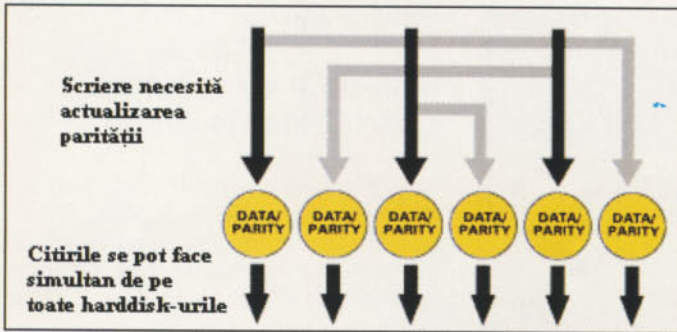 Scriere necesită
actualizarea
parității
DATA/
PARITY
DATA/
PARITY
DATA/
PARITY
DATA/
PARITY
DATA/
PARITY
DATA/
PARITY
Citirile se pot face
simultan de pe
toate harddisk-urile